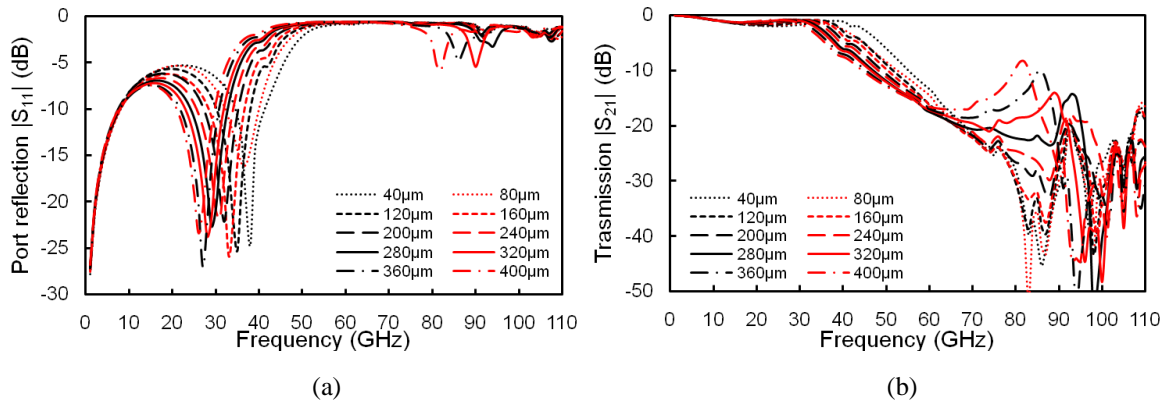 Port reflection |S11| (dB)
0
-5
-10
-15
-20
-25
-30
40µm 80µm
120µm 160µm
200µm 240µm
280µm 320µm
360µm 400µm
0 10 20 30 40 50 60 70 80 90 100 110
Frequency (GHz)
(a)
Trasmission |S21| (dB)
0
-10
-20
-30
-40
-50
40µm 80µm
120µm 160µm
200µm 240µm
280µm 320µm
360µm 400µm
0 10 20 30 40 50 60 70 80 90 100 110
Frequency (GHz)
(b)